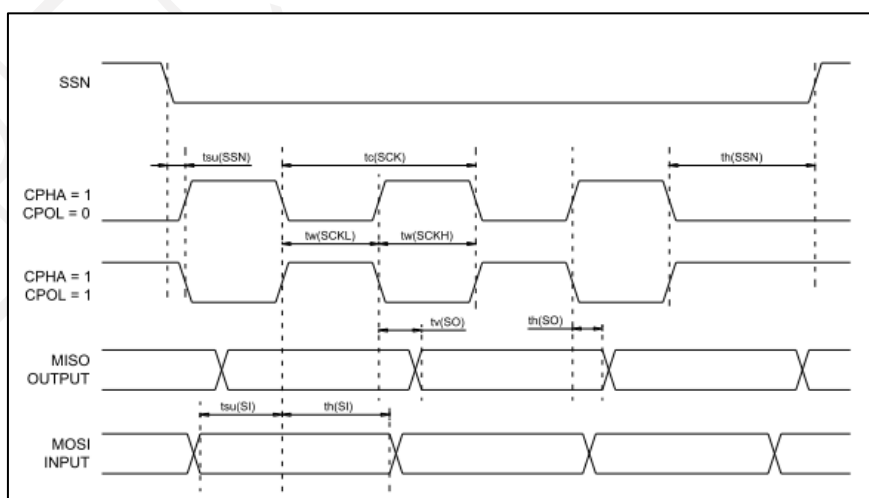 SSN
tsu(SSN)
tc(SCK)
th(SSN)
CPHA = 1
CPOL = 0
tw(SCKL)
tw(SCKH)
CPHA = 1
CPOL = 1
tv(SO)
th(SO)
MISO
OUTPUT
tsu(SI)
th(SI)
MOSI
INPUT